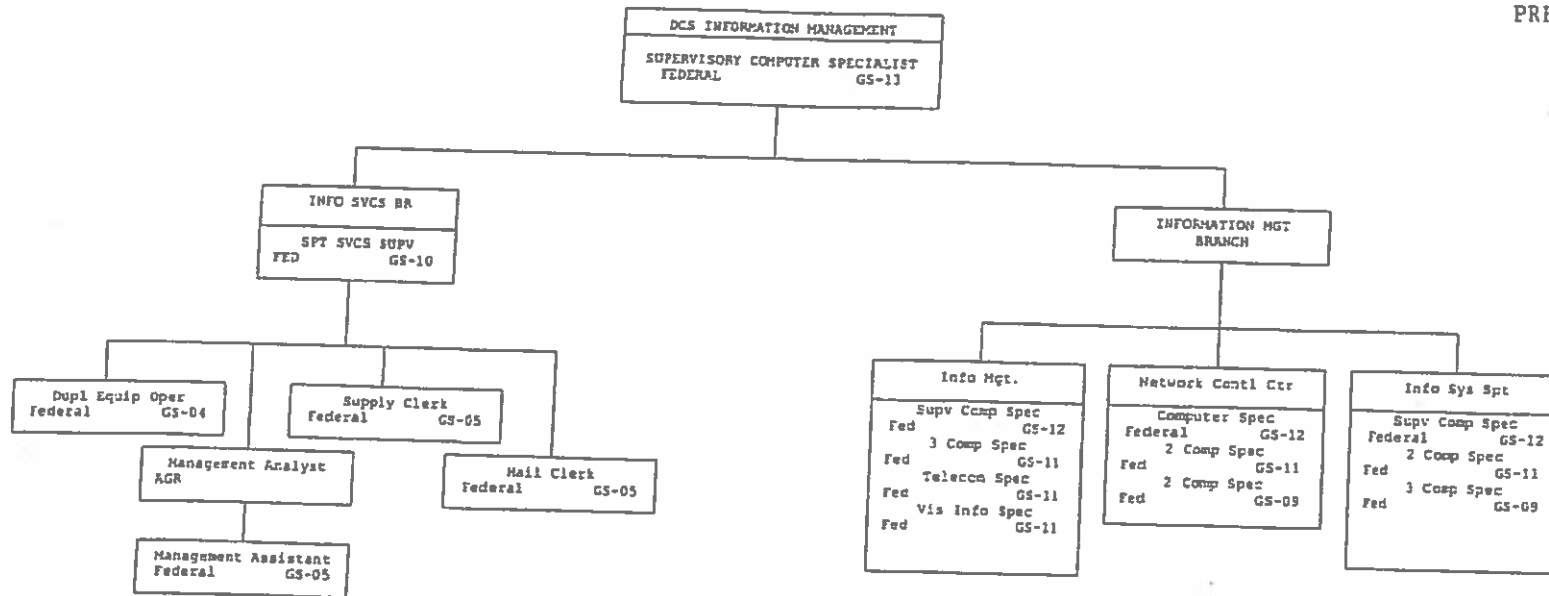 PRE
DCS INFORMATION MANAGEMENT
SUPERVISORY COMPUTER SPECIALIST
FEDERAL GS-13
INFO SVCS BR
SPT SVCS SUPV
FED GS-10
INFORMATION MGT
BRANCH
Dupl Equip Oper
Federal GS-04
Supply Clerk
Federal GS-05
Management Analyst
AGR
Mail Clerk
Federal GS-05
Management Assistant
Federal GS-05
Info Mgt.
Supv Comp Spec
Fed GS-12
3 Comp Spec
Fed GS-11
Telecom Spec
Fed GS-11
Vis Info Spec
Fed GS-11
Network Contl Ctr
Computer Spec
Federal GS-12
2 Comp Spec
Fed GS-11
2 Comp Spec
Fed GS-09
Info Sys Spt
Supv Comp Spec
Federal GS-12
2 Comp Spec
Fed GS-11
3 Comp Spec
Fed GS-09